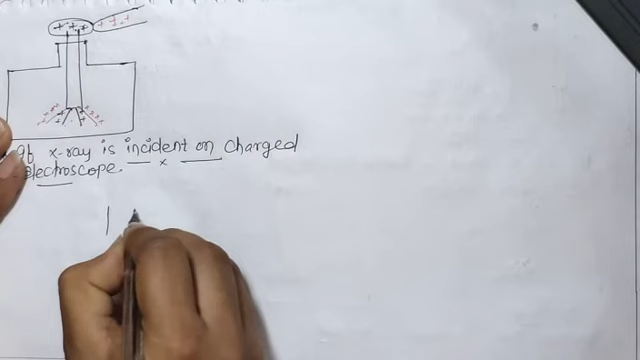 + + +
+ + +
If x-ray is incident on charged
electroscope.